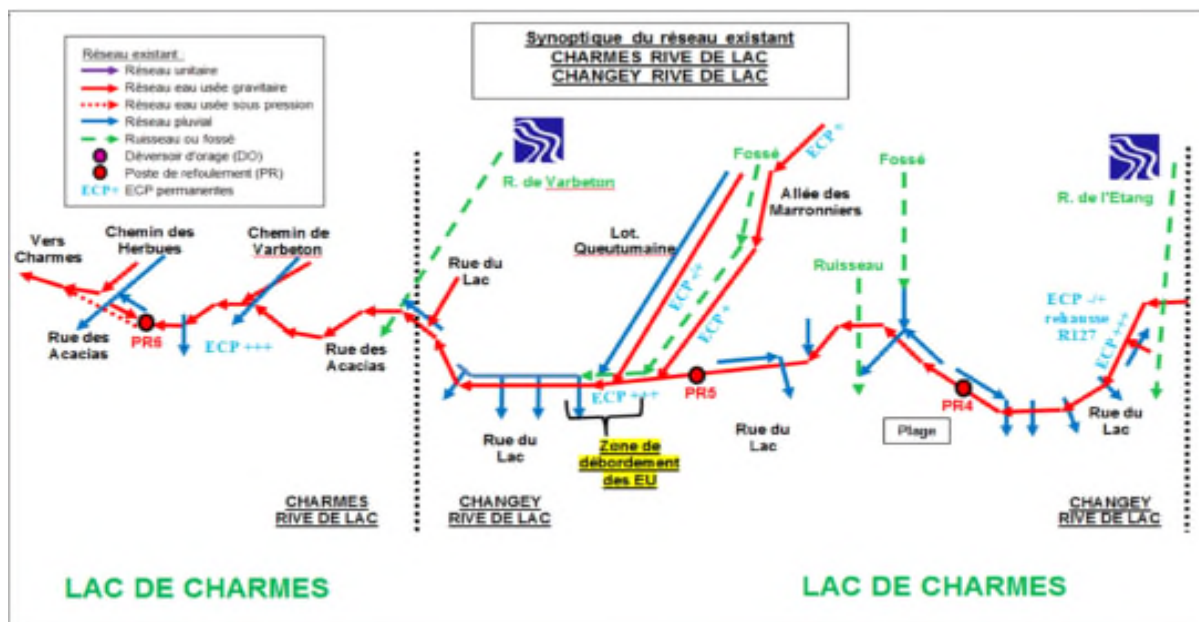 Synoptique du réseau existant
CHARMES RIVE DE LAC
CHANGEY RIVE DE LAC
Réseau existant :
Réseau unitaire
Réseau eau usée gravitaire
Réseau eau usée sous pression
Réseau pluvial
Ruisseau ou fossé
Déversoir d'orage (DO)
Poste de refoulement (PR)
ECP+ ECP permanentes
R. de Varbeton
Fossé
ECP+
Fossé
R. de l'Etang
Allée des
Marronniers
Vers
Charmes
Chemin des
Herbues
Chemin de
Varbeton
Rue du
Lac
Lot.
Queutumaine
Ruisseau
ECP -/+
ECP +
ECP -/+
rehausse
R127
ECP+++
Rue des
Acacias
PR6
ECP +++
Rue des
Acacias
ECP +++
PR5
PR4
Rue du
Lac
Rue du
Lac
Plage
Rue du
Lac
Zone de
débordement
des EU
CHARMES
RIVE DE LAC
CHANGEY
RIVE DE LAC
CHANGEY
RIVE DE LAC
LAC DE CHARMES
LAC DE CHARMES